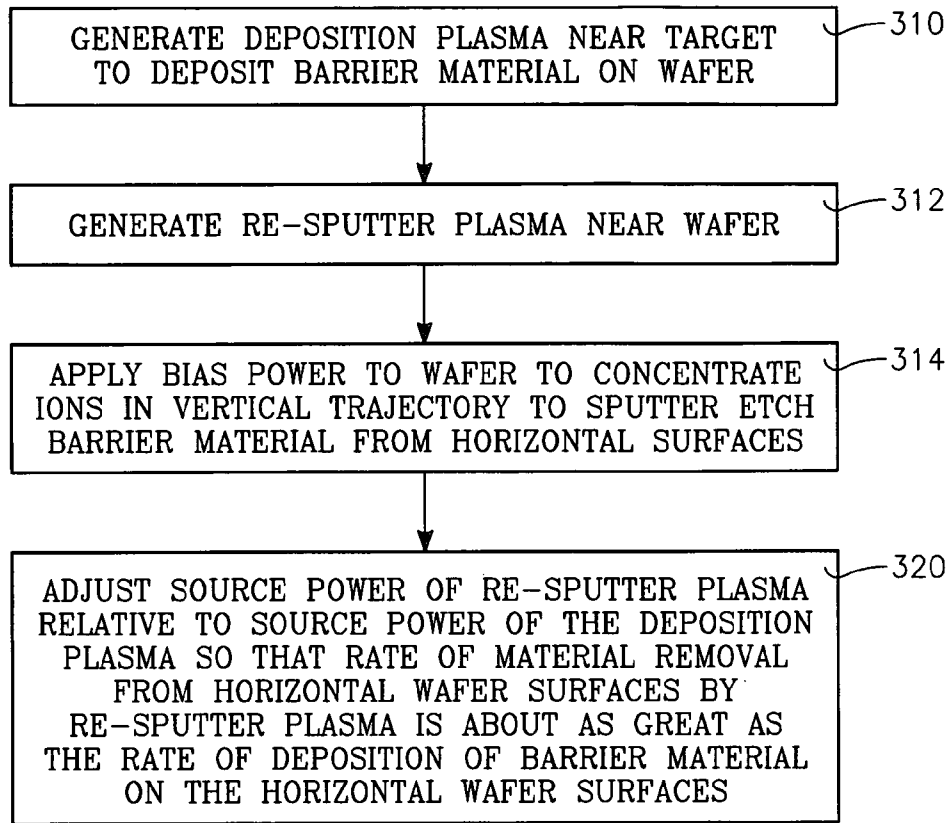 GENERATE DEPOSITION PLASMA NEAR TARGET
TO DEPOSIT BARRIER MATERIAL ON WAFER
310
GENERATE RE-SPUTTER PLASMA NEAR WAFER
312
APPLY BIAS POWER TO WAFER TO CONCENTRATE
IONS IN VERTICAL TRAJECTORY TO SPUTTER ETCH
BARRIER MATERIAL FROM HORIZONTAL SURFACES
314
ADJUST SOURCE POWER OF RE-SPUTTER PLASMA
RELATIVE TO SOURCE POWER OF THE DEPOSITION
PLASMA SO THAT RATE OF MATERIAL REMOVAL
FROM HORIZONTAL WAFER SURFACES BY
RE-SPUTTER PLASMA IS ABOUT AS GREAT AS
THE RATE OF DEPOSITION OF BARRIER MATERIAL
ON THE HORIZONTAL WAFER SURFACES
320